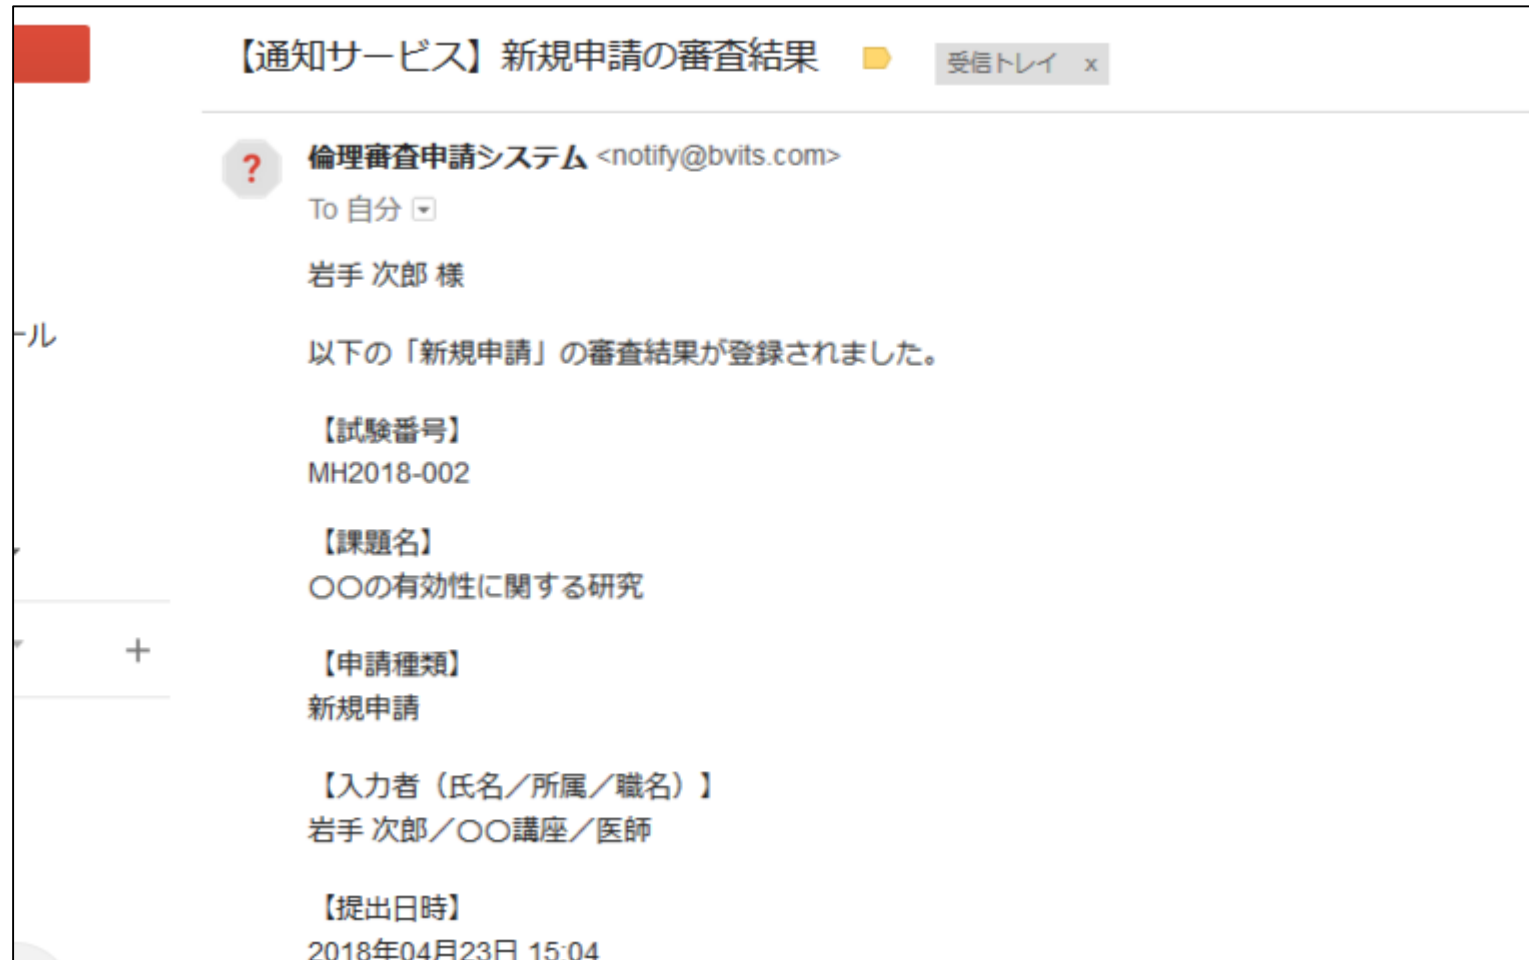 【通知サービス】新規申請の審査結果
受信トレイ x
倫理審査申請システム <notify@bvits.com>
To 自分
岩手 次郎 様
ール
以下の「新規申請」の審査結果が登録されました。
【試験番号】
MH2018-002
【課題名】
〇〇の有効性に関する研究
【申請種類】
新規申請
【入力者（氏名／所属／職名）】
岩手 次郎／〇〇講座／医師
【提出日時】
2018年04月23日 15:04